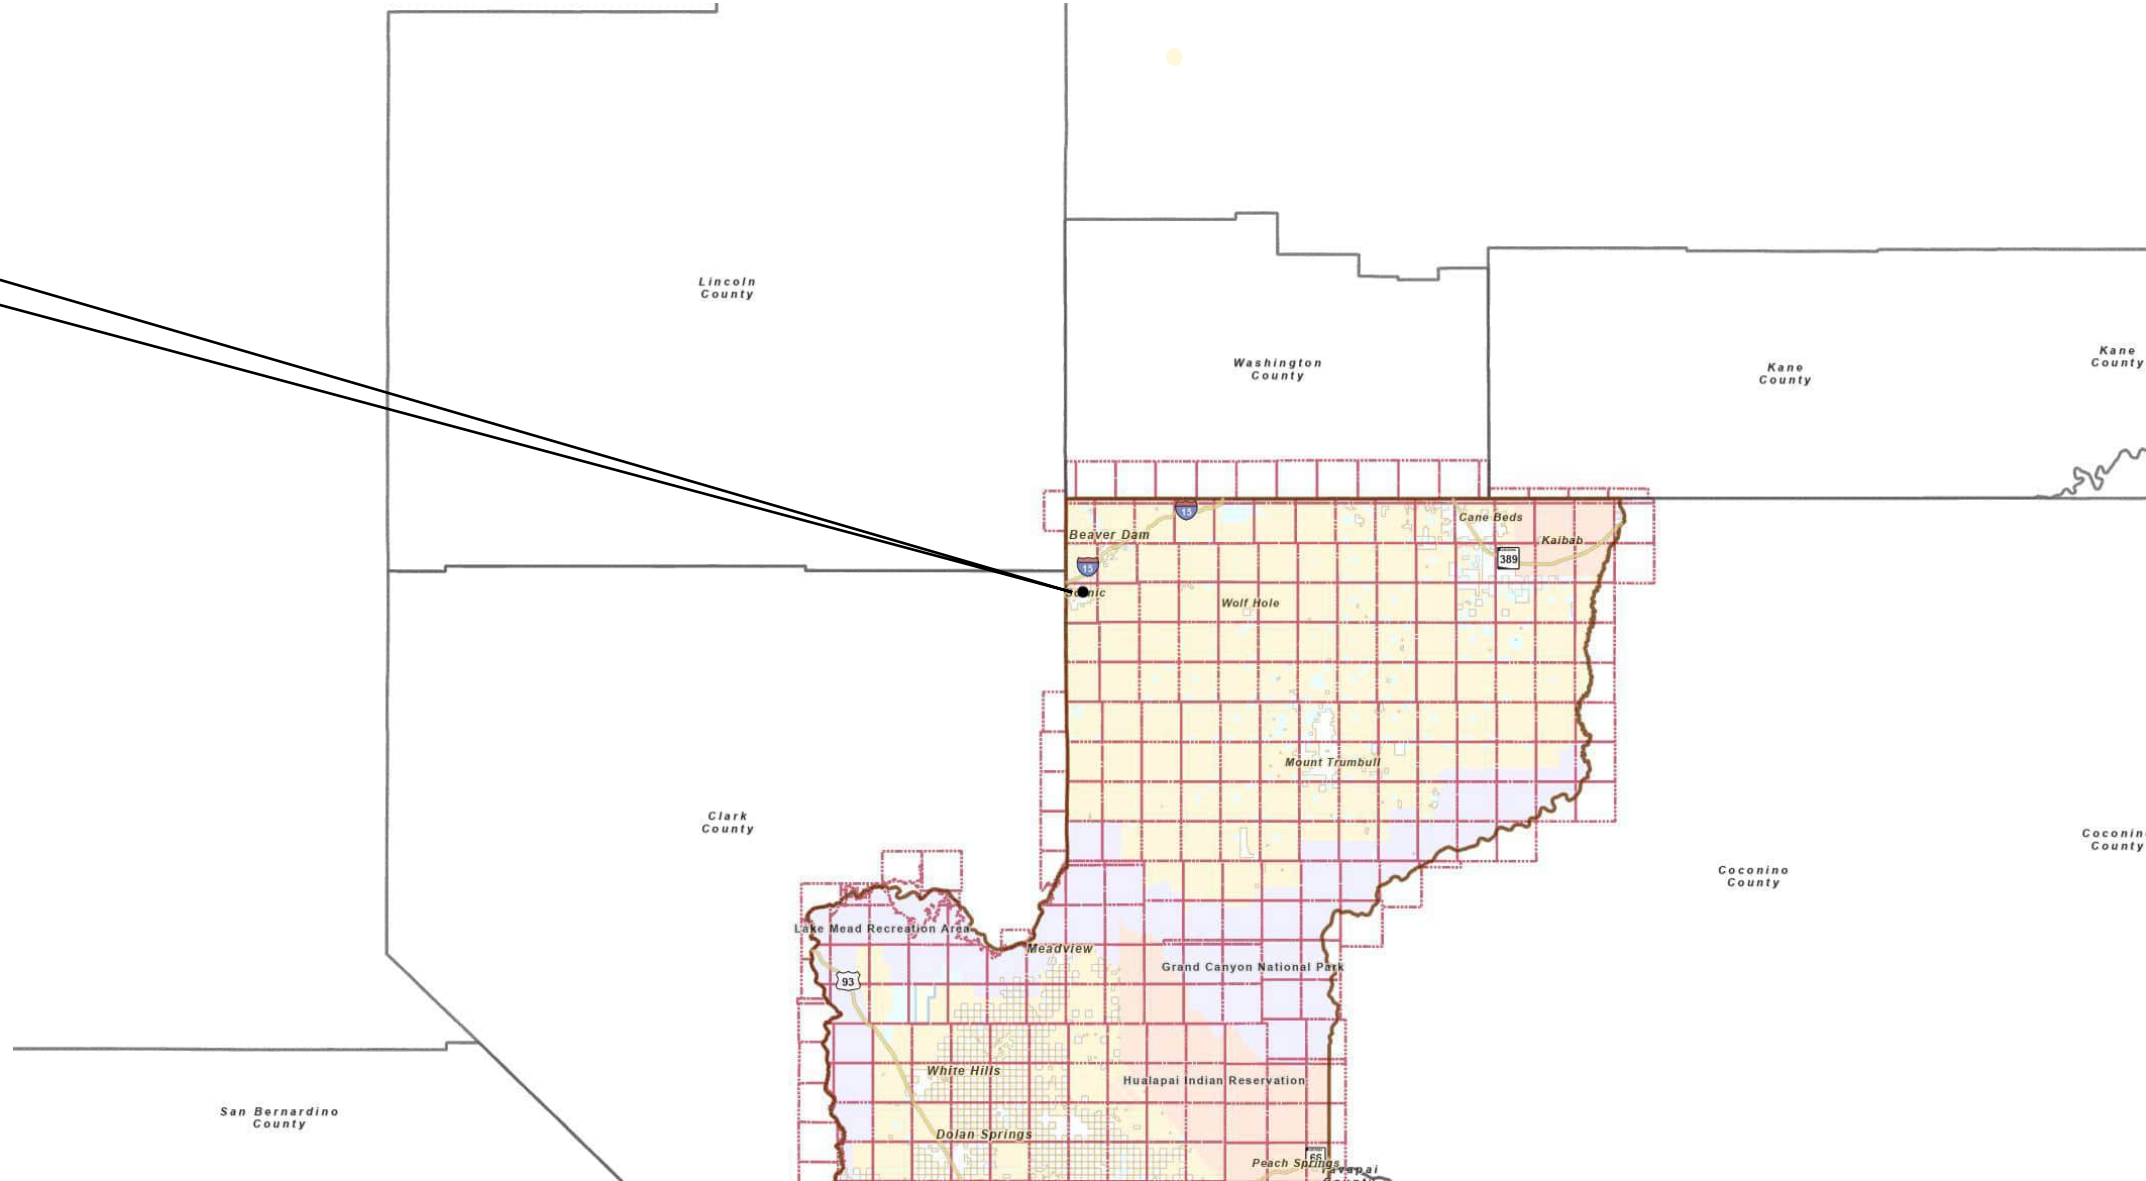 Lincoln
County
Washington
County
Kane
County
Kane
County
15
Cane Beds
Beaver Dam
Kaibab
389
15
Wolf Hole
Mount Trumbull
Clark
County
Coconino
County
Coconino
County
Lake Mead Recreation Area
Meadview
Grand Canyon National Park
93
White Hills
Hualapai Indian Reservation
San Bernardino
County
Dolan Springs
66
Peach Springs